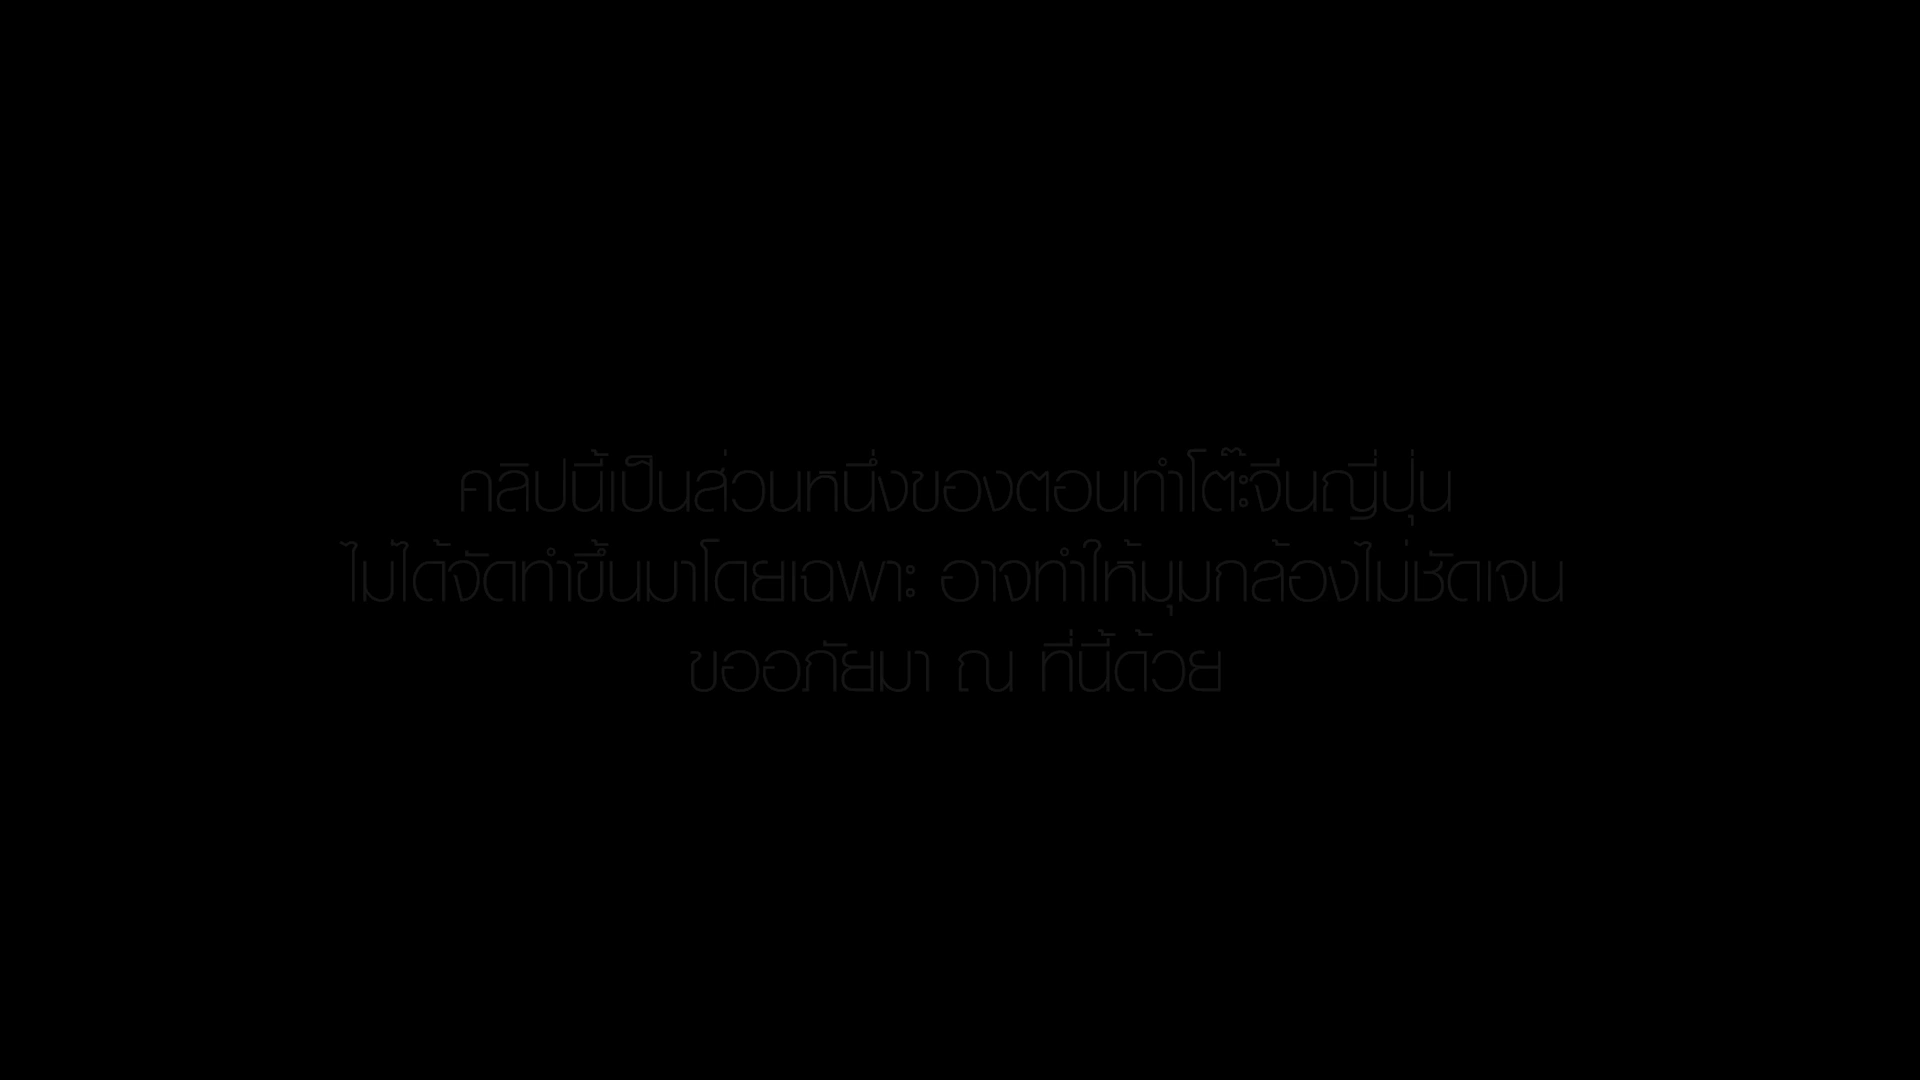 คลิปนี้เป็นส่วนหนึ่งของตอนทำโต๊ะจีนญี่ปุ่น
ไม่ได้จัดทำขึ้นมาโดยเฉพาะ อาจทำให้มุมกล้องไม่ชัดเจน
ขออภัยมา ณ ที่นี้ด้วย